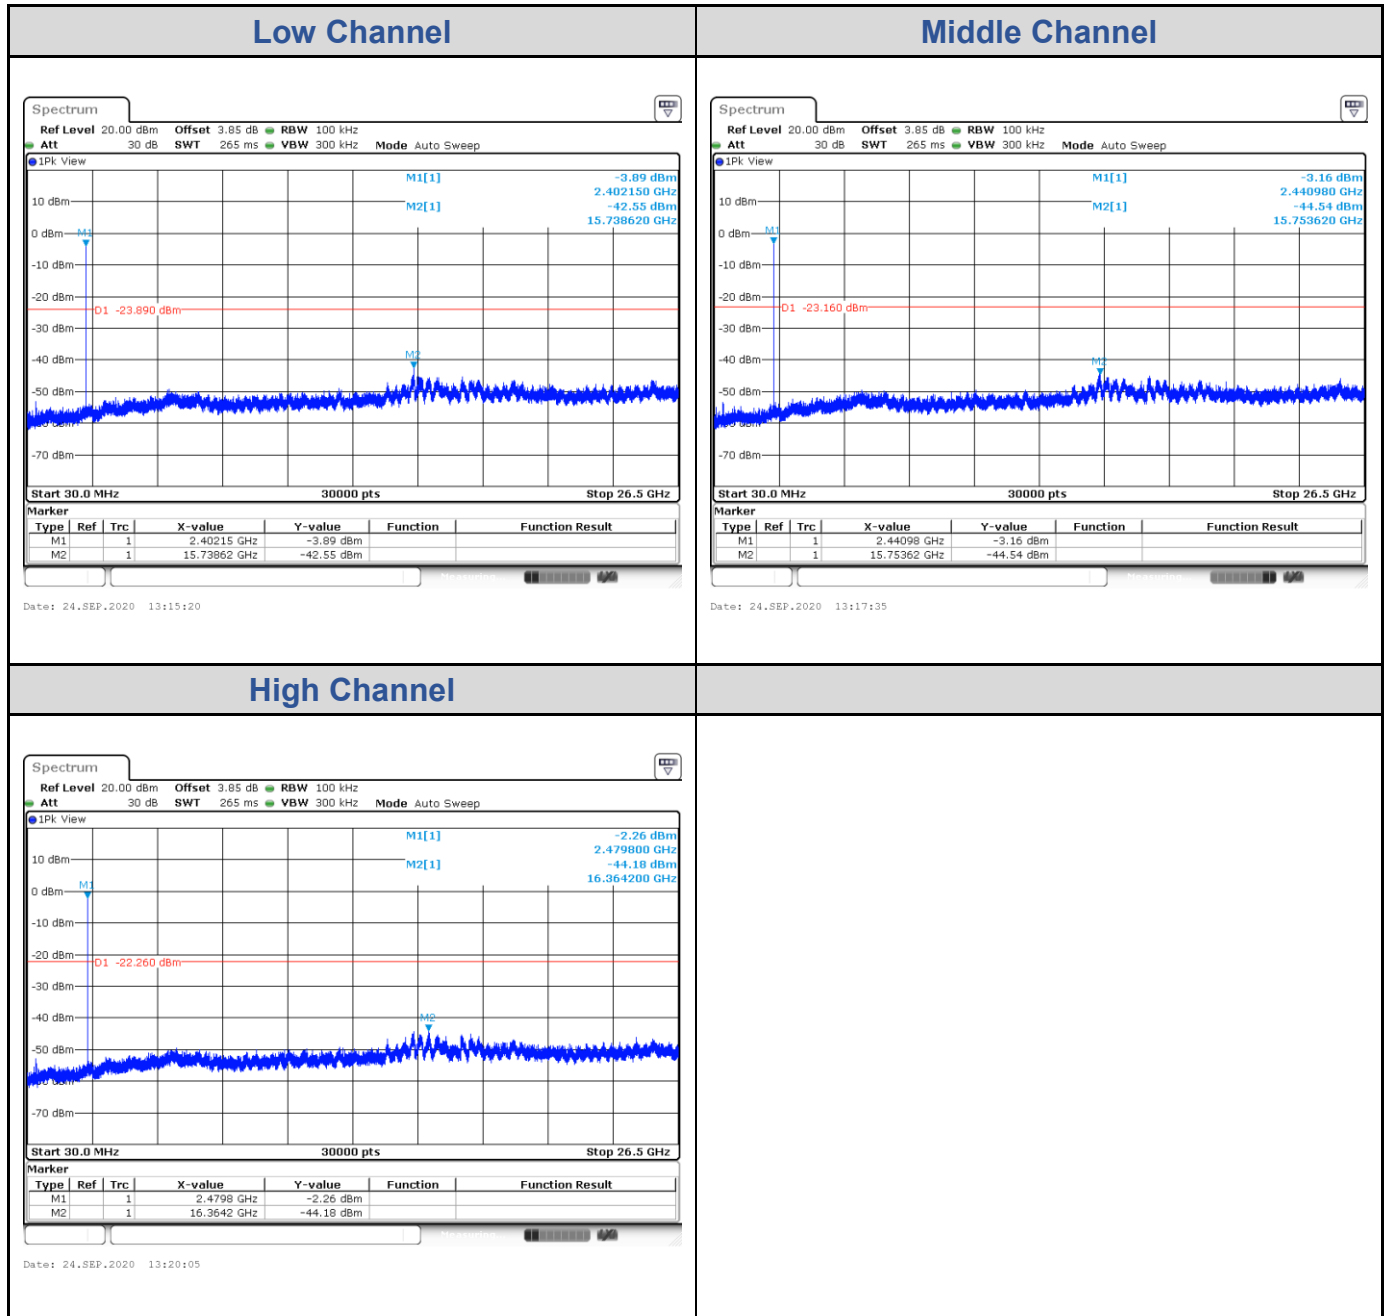 Low Channel
Middle Channel
Spectrum
Ref Level 20.00 dBm Offset 3.85 dB RBW 100 kHz
Att 30 dB SWT 265 ms VBW 300 kHz Mode Auto Sweep
1Pk View
M1[1] -3.89 dBm
2.402150 GHz
M2[1] -42.55 dBm
15.738620 GHz
10 dBm
0 dBm
M1
-10 dBm
-20 dBm
D1 -23.890 dBm
-30 dBm
-40 dBm
M2
-50 dBm
-70 dBm
Start 30.0 MHz 30000 pts Stop 26.5 GHz
Marker
Type Ref Trc X-value Y-value Function Function Result
M1 1 2.40215 GHz -3.89 dBm
M2 1 15.73862 GHz -42.55 dBm
Measuring
Date: 24.SEP.2020 13:15:20
Spectrum
Ref Level 20.00 dBm Offset 3.85 dB RBW 100 kHz
Att 30 dB SWT 265 ms VBW 300 kHz Mode Auto Sweep
1Pk View
M1[1] -3.16 dBm
2.440980 GHz
M2[1] -44.54 dBm
15.753620 GHz
10 dBm
0 dBm
M1
-10 dBm
-20 dBm
D1 -23.160 dBm
-30 dBm
-40 dBm
M2
-50 dBm
-70 dBm
Start 30.0 MHz 30000 pts Stop 26.5 GHz
Marker
Type Ref Trc X-value Y-value Function Function Result
M1 1 2.44098 GHz -3.16 dBm
M2 1 15.75362 GHz -44.54 dBm
Measuring
Date: 24.SEP.2020 13:17:35
High Channel
Spectrum
Ref Level 20.00 dBm Offset 3.85 dB RBW 100 kHz
Att 30 dB SWT 265 ms VBW 300 kHz Mode Auto Sweep
1Pk View
M1[1] -2.26 dBm
2.479800 GHz
M2[1] -44.18 dBm
16.364200 GHz
10 dBm
0 dBm
M1
-10 dBm
-20 dBm
D1 -22.260 dBm
-30 dBm
-40 dBm
M2
-50 dBm
-70 dBm
Start 30.0 MHz 30000 pts Stop 26.5 GHz
Marker
Type Ref Trc X-value Y-value Function Function Result
M1 1 2.4798 GHz -2.26 dBm
M2 1 16.3642 GHz -44.18 dBm
Measuring
Date: 24.SEP.2020 13:20:05